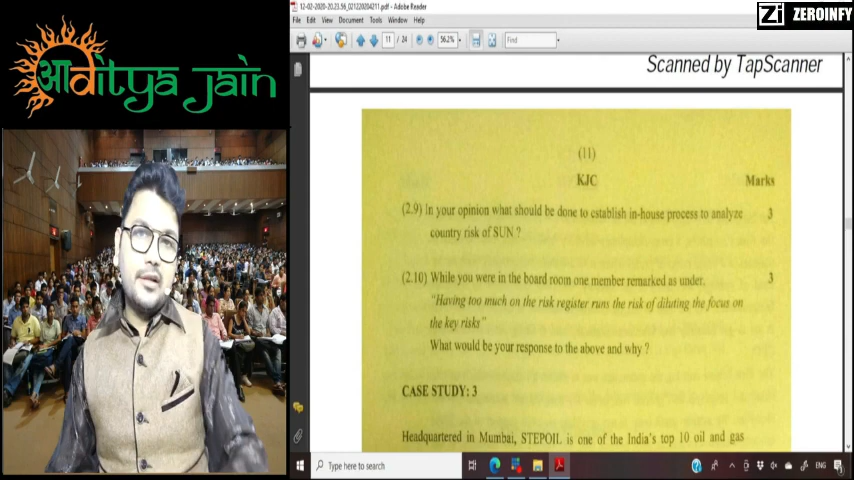 आदitya jain
12-02-2020-20.23.56_021220204211.pdf - Adobe Reader
File Edit View Document Tools Window Help
11 / 24
56.2%
Find
Zi ZEROINFY
Scanned by TapScanner
(11)
KJC
Marks
(2.9) In your opinion what should be done to establish in-house process to analyze 3
country risk of SUN ?
(2.10) While you were in the board room one member remarked as under. 3
"Having too much on the risk register runs the risk of diluting the focus on
the key risks"
What would be your response to the above and why ?
CASE STUDY: 3
Headquartered in Mumbai, STEPOIL is one of the India's top 10 oil and gas
Type here to search
ENG